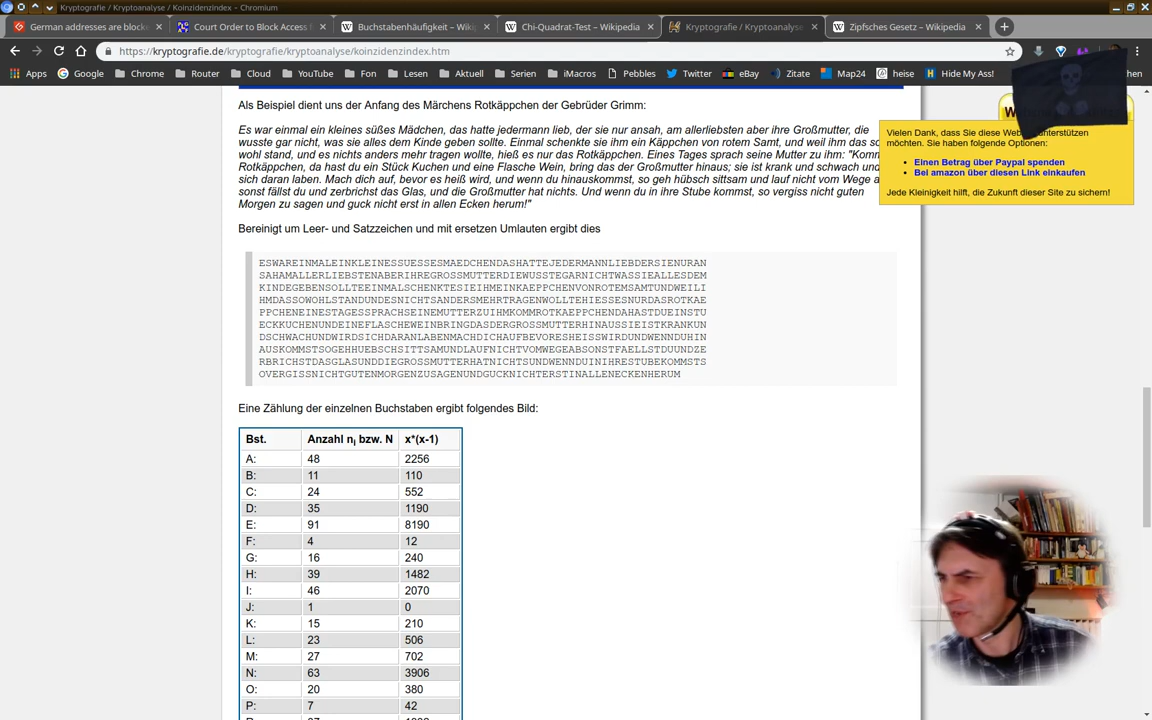 Kryptografie / Kryptoanalyse / Koinzidenzindex – Chromium
German addresses are blocke
Court Order to Block Access
Buchstabenhäufigkeit – Wiki
Chi-Quadrat-Test – Wikipedia
Kryptografie / Kryptoanalyse
Zipfsches Gesetz – Wikipedia
https://kryptografie.de/kryptografie/kryptoanalyse/koinzidenzindex.htm
Apps Google Chrome Router Cloud YouTube Fon Lesen Aktuell Serien iMacros Pebbles Twitter eBay Zitate Map24 heise Hide My Ass!
Als Beispiel dient uns der Anfang des Märchens Rotkäppchen der Gebrüder Grimm:
Es war einmal ein kleines süßes Mädchen, das hatte jedermann lieb, der sie nur ansah, am allerliebsten aber ihre Großmutter, die
wusste gar nicht, was sie alles dem Kinde geben sollte. Einmal schenkte sie ihm ein Käppchen von rotem Samt, und weil ihm das so
wohl stand, und es nichts anders mehr tragen wollte, hieß es nur das Rotkäppchen. Eines Tages sprach seine Mutter zu ihm: "Komm
Rotkäppchen, da hast du ein Stück Kuchen und eine Flasche Wein, bring das der Großmutter hinaus; sie ist krank und schwach und
sich daran laben. Mach dich auf, bevor es heiß wird, und wenn du hinauskommst, so geh hübsch sittsam und lauf nicht vom Wege a
sonst fällst du und zerbrichst das Glas, und die Großmutter hat nichts. Und wenn du in ihre Stube kommst, so vergiss nicht guten
Morgen zu sagen und guck nicht erst in allen Ecken herum!"
Vielen Dank, dass Sie diese Web unterstützen
möchten. Sie haben folgende Optionen:
• Einen Betrag über Paypal spenden
• Bei amazon über diesen Link einkaufen
Jede Kleinigkeit hilft, die Zukunft dieser Site zu sichern!
Bereinigt um Leer- und Satzzeichen und mit ersetzen Umlauten ergibt dies
ESWAREINMALEINKLEINESSUESSESMAEDCHENDASHATTEJEDERMANNLIEBDERSIENURAN
SAHAMALLERLIEBSTENABERIHREGROSSMUTTERDIEWUSSTEGARNICHTWASSIEALLESDEM
KINDEGEBENSOLLTEEINMALSCHENKTESIEIHMEINKAEPPCHENVONROTEMSAMTUNDWEILI
HMDASSOWOHLSTANDUNDESNICHTSANDERSMEHRTRAGENWOLLTEHIESSESNURDASROTKAE
PPCHENEINESTAGESSPRACHSEINEMUTTERZUIHMKOMMROTKAEPPCHENDAHASTDUEINSTU
ECKKUCHENUNDEINEFLASCHEWEINBRINGDASDERGROSSMUTTERHINAUSSIEISTKRANKUN
DSCHWACHUNDWIRDSICHDARANLABENMACHDICHAUFBEVORESHEISSWIRDUNDWENNDUHIN
AUSKOMMSTSOGEHHUEBSCHSITTSAMUNDLAUFNICHTVOMWEGEABSONSTFAELLSTDUUNDZE
RBRICHSTDASGLASUNDDIEGROSSMUTTERHATNICHTSUNDWENNDUINIHRESTUBEKOMMSTS
OVERGISSNICHTGUTENMORGENZUSAGENUNDGUCKNICHTERSTINALLENECKENHERUM
Eine Zählung der einzelnen Buchstaben ergibt folgendes Bild:
Bst. Anzahl ni bzw. N x*(x-1)
A: 48 2256
B: 11 110
C: 24 552
D: 35 1190
E: 91 8190
F: 4 12
G: 16 240
H: 39 1482
I: 46 2070
J: 1 0
K: 15 210
L: 23 506
M: 27 702
N: 63 3906
O: 20 380
P: 7 42